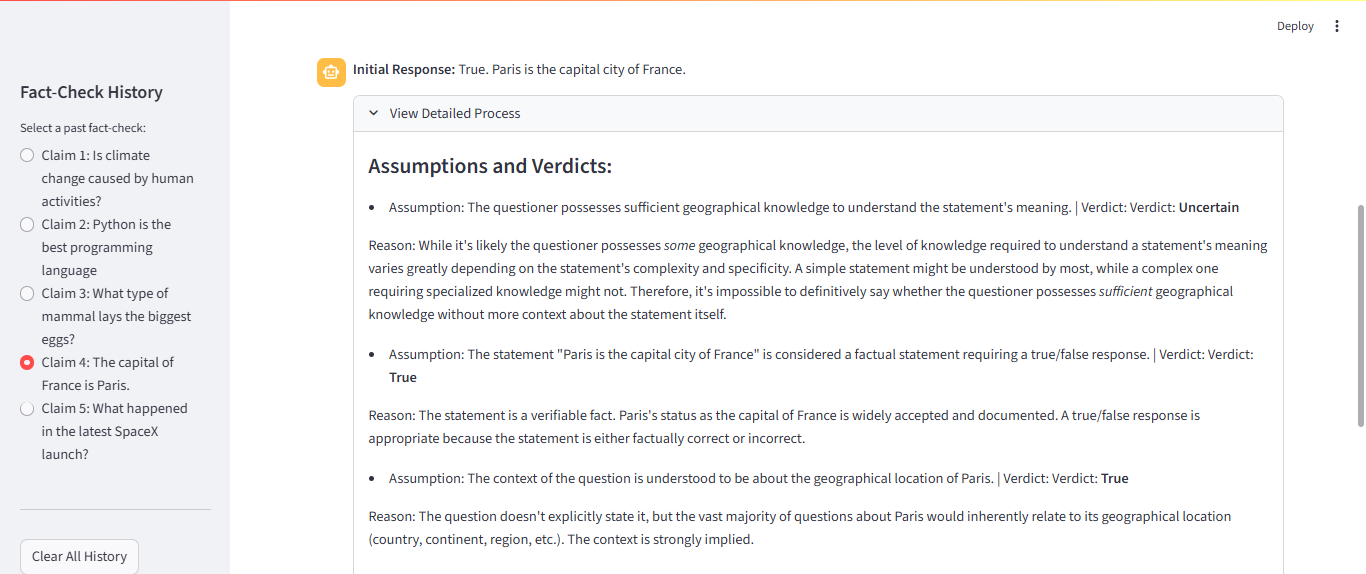 Deploy
Fact-Check History
Select a past fact-check:
Claim 1: Is climate
change caused by human
activities?
Claim 2: Python is the
best programming
language
Claim 3: What type of
mammal lays the biggest
eggs?
Claim 4: The capital of
France is Paris.
Claim 5: What happened
in the latest SpaceX
launch?
Clear All History
Initial Response: True. Paris is the capital city of France.
View Detailed Process
Assumptions and Verdicts:
• Assumption: The questioner possesses sufficient geographical knowledge to understand the statement's meaning. | Verdict: Verdict: Uncertain
Reason: While it's likely the questioner possesses some geographical knowledge, the level of knowledge required to understand a statement's meaning
varies greatly depending on the statement's complexity and specificity. A simple statement might be understood by most, while a complex one
requiring specialized knowledge might not. Therefore, it's impossible to definitively say whether the questioner possesses sufficient geographical
knowledge without more context about the statement itself.
• Assumption: The statement "Paris is the capital city of France" is considered a factual statement requiring a true/false response. | Verdict: Verdict:
True
Reason: The statement is a verifiable fact. Paris's status as the capital of France is widely accepted and documented. A true/false response is
appropriate because the statement is either factually correct or incorrect.
• Assumption: The context of the question is understood to be about the geographical location of Paris. | Verdict: Verdict: True
Reason: The question doesn't explicitly state it, but the vast majority of questions about Paris would inherently relate to its geographical location
(country, continent, region, etc.). The context is strongly implied.